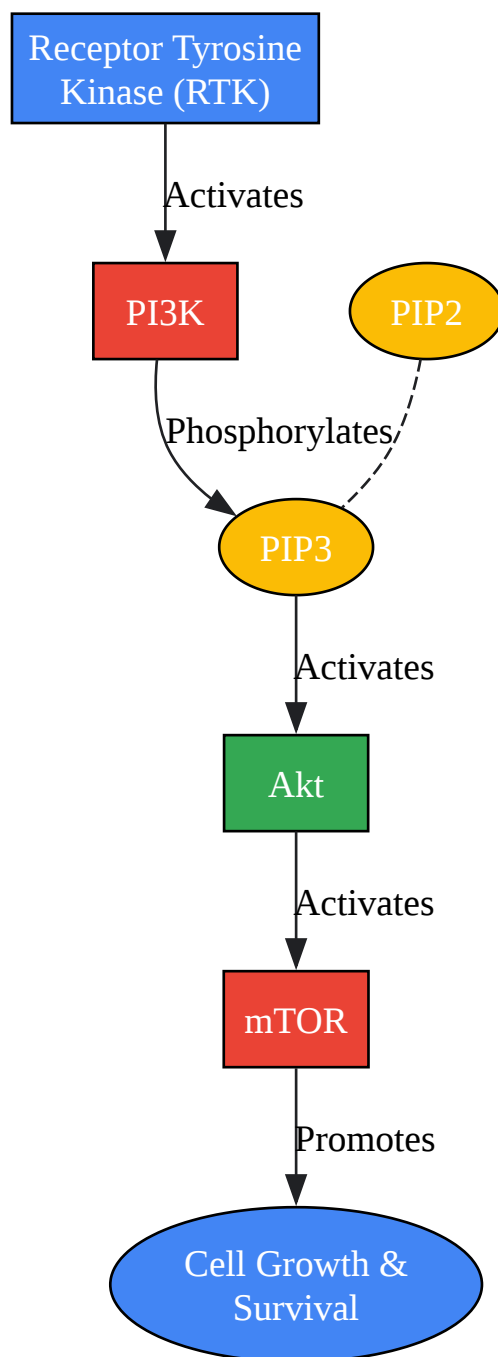 Receptor Tyrosine
Kinase (RTK)
Activates
PI3K
PIP2
Phosphorylates
PIP3
Activates
Akt
Activates
mTOR
Promotes
Cell Growth &
Survival